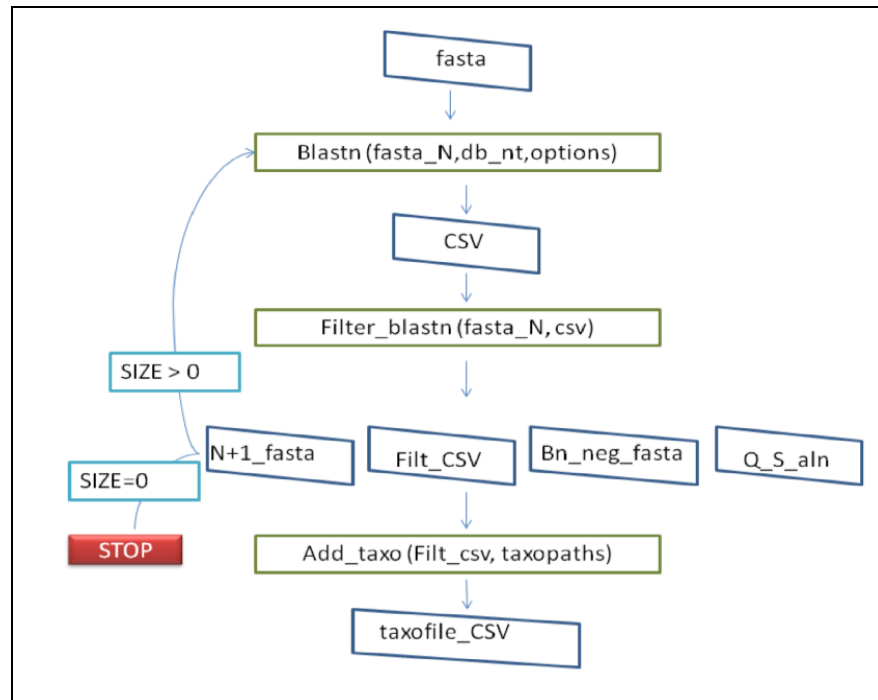 fasta
Blastn (fasta_N,db_nt,options)
CSV
Filter_blastn (fasta_N, csv)
SIZE > 0
N+1_fasta
Filt_CSV
Bn_neg_fasta
Q_S_aln
SIZE=0
STOP
Add_taxo (Filt_csv, taxopaths)
taxofile_CSV